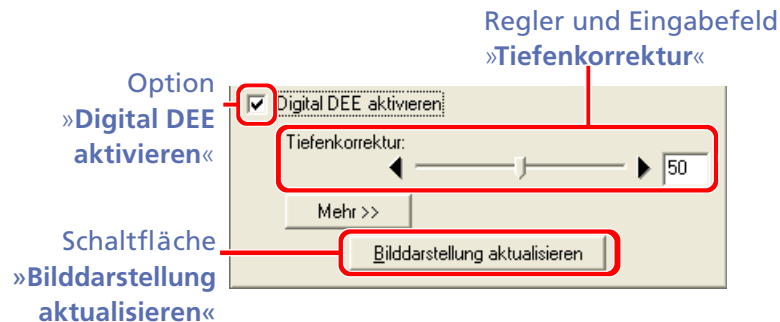 Regler und Eingabefeld
»Tiefenkorrektur«
Option
»Digital DEE
aktivieren«
Digital DEE aktivieren
Tiefenkorrektur:
50
Mehr >>
Schaltfläche
»Bilddarstellung
aktualisieren«
Bilddarstellung aktualisieren